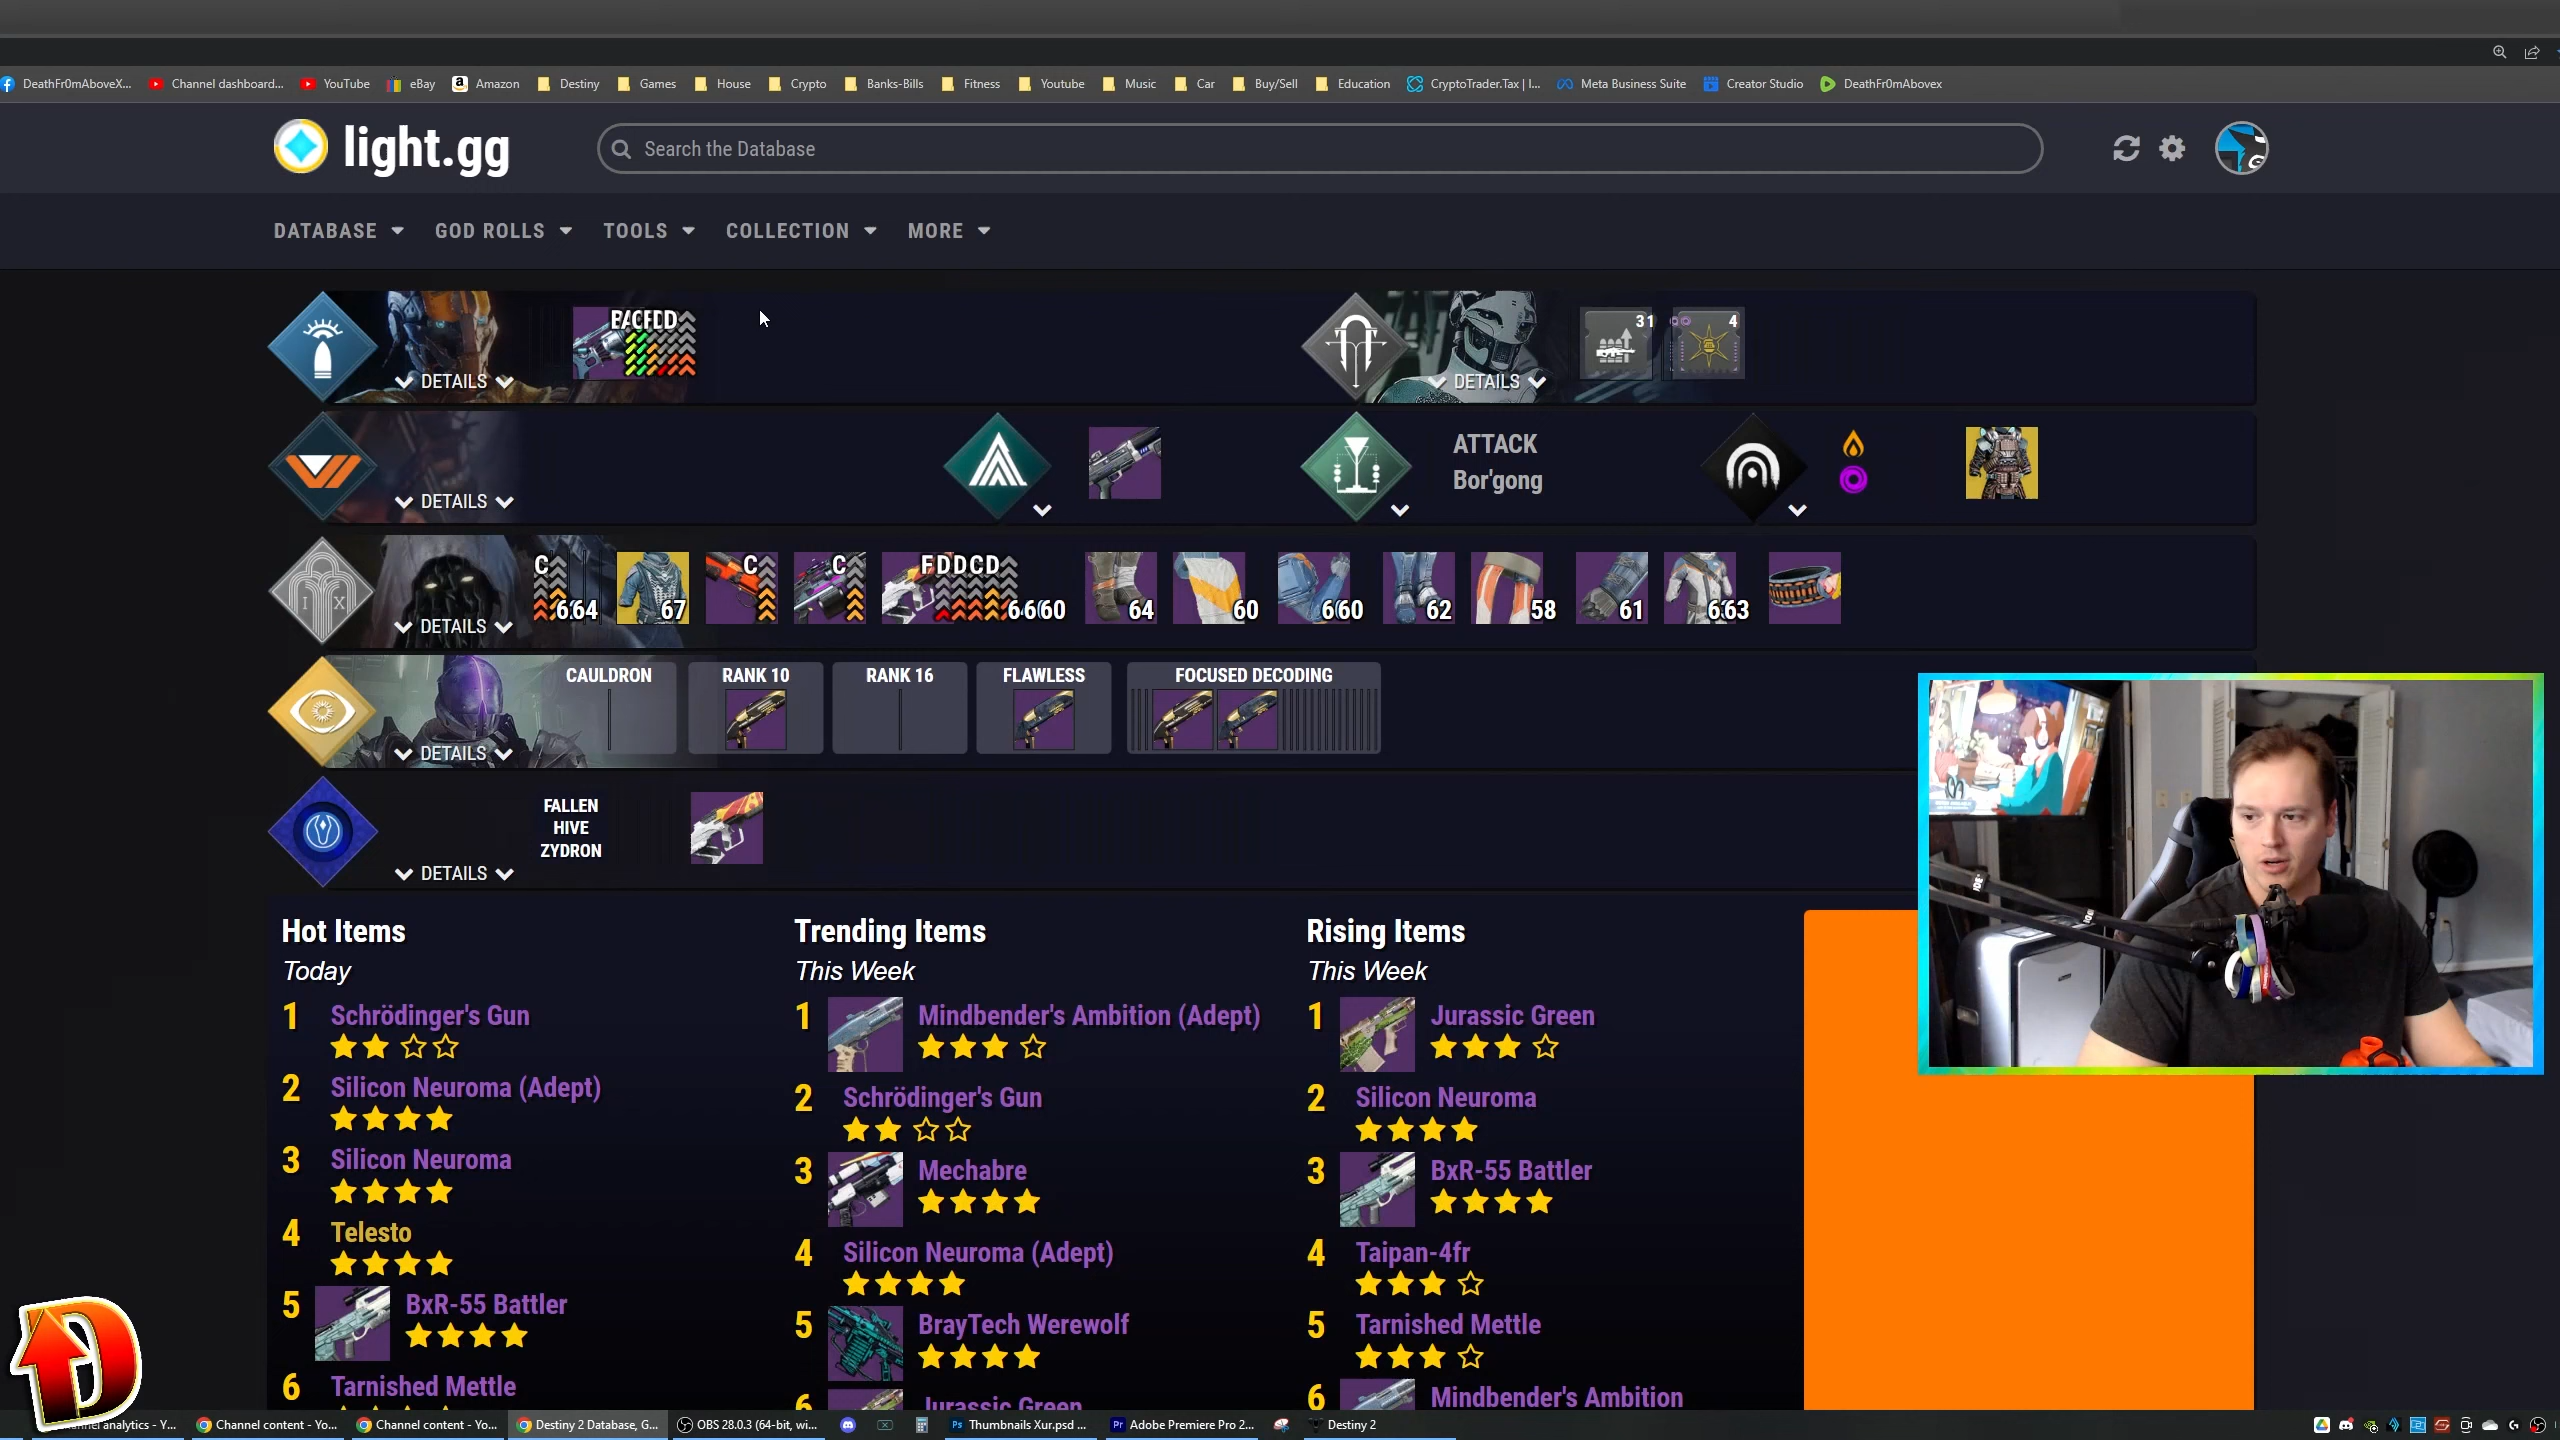 DeathFr0mAboveX...
Channel dashboard...
YouTube
eBay
Amazon
Destiny
Games
House
Crypto
Banks-Bills
Fitness
Youtube
Music
Car
Buy/Sell
Education
CryptoTrader.Tax | I...
Meta Business Suite
Creator Studio
DeathFr0mAbovex
light.gg
Search the Database
DATABASE
GOD ROLLS
TOOLS
COLLECTION
MORE
DETAILS
DETAILS
31
4
DETAILS
ATTACK
Bor'gong
DETAILS
C
64
67
C
C
F D D C D
60
64
60
60
62
58
61
63
DETAILS
CAULDRON
RANK 10
RANK 16
FLAWLESS
FOCUSED DECODING
DETAILS
FALLEN
HIVE
ZYDRON
Hot Items
Today
1 Schrödinger's Gun
2 Silicon Neuroma (Adept)
3 Silicon Neuroma
4 Telesto
5 BxR-55 Battler
6 Tarnished Mettle
Trending Items
This Week
1 Mindbender's Ambition (Adept)
2 Schrödinger's Gun
3 Mechabre
4 Silicon Neuroma (Adept)
5 BrayTech Werewolf
6 Jurassic Green
Rising Items
This Week
1 Jurassic Green
2 Silicon Neuroma
3 BxR-55 Battler
4 Taipan-4fr
5 Tarnished Mettle
6 Mindbender's Ambition
D
analytics - Y...
Channel content - Yo...
Channel content - Yo...
Destiny 2 Database, G...
OBS 28.0.3 (64-bit, wi...
Thumbnails Xur.psd ...
Adobe Premiere Pro 2...
Destiny 2